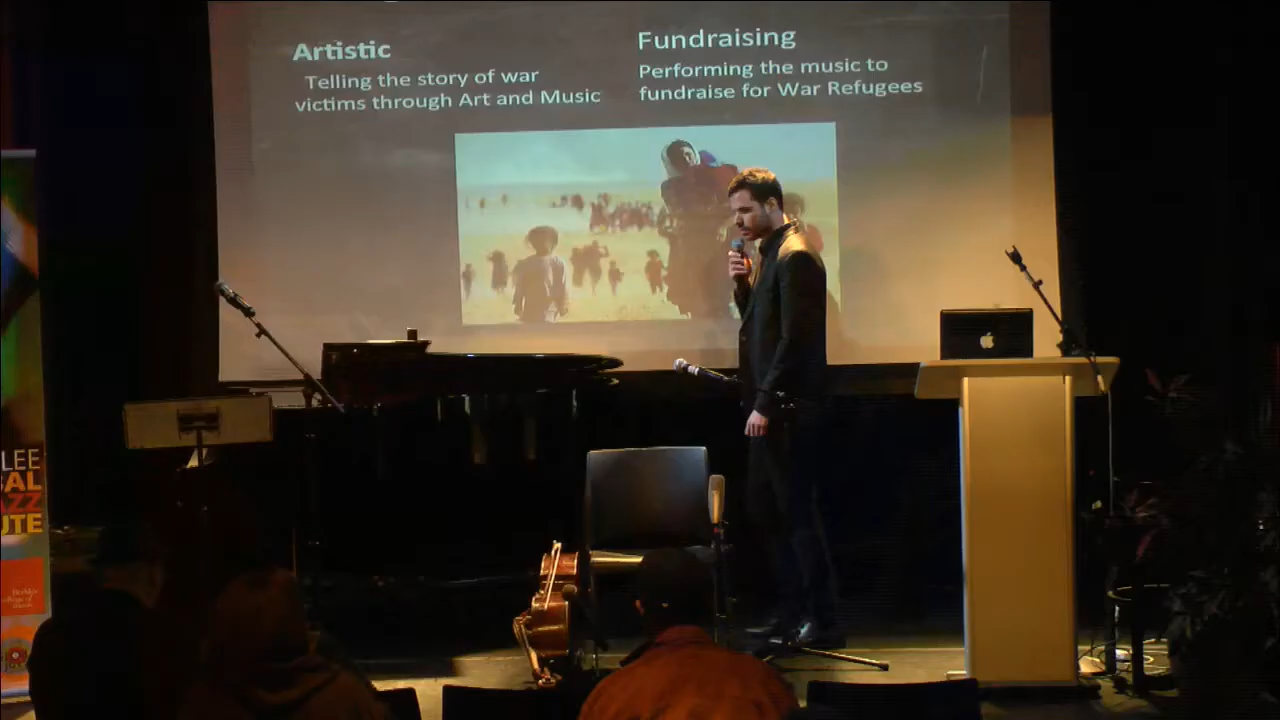 Artistic
Telling the story of war
victims through Art and Music
Fundraising
Performing the music to
fundraise for War Refugees
LEE
BAL
AZZ
UTE